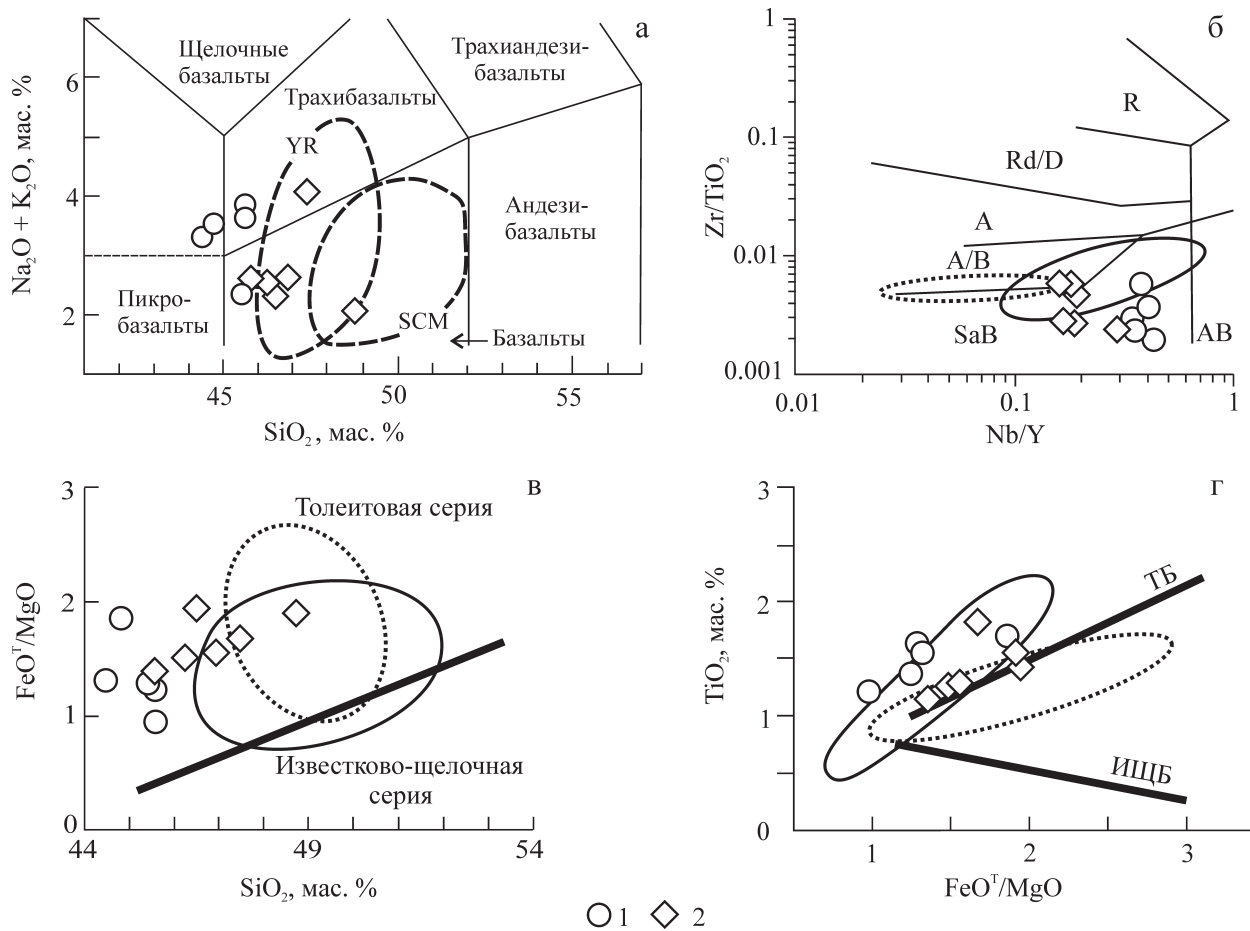 а
Щелочные
базальты
Трахиандези-
базальты
Трахибазальты
YR
Андези-
базальты
Пикро-
базальты
SCM
Базальты
6
4
2
45
50
55
Na₂O + K₂O, мас. %
SiO₂, мас. %
б
1
0.1
0.01
0.001
R
Rd/D
A
A/B
SaB
AB
0.01
0.1
1
Zr/TiO₂
Nb/Y
в
3
2
1
0
Толеитовая серия
Известково-щелочная
серия
44
49
54
FeOᵀ/MgO
SiO₂, мас. %
г
3
2
1
0
ТБ
ИЩБ
1
2
3
TiO₂, мас. %
FeOᵀ/MgO
1
2